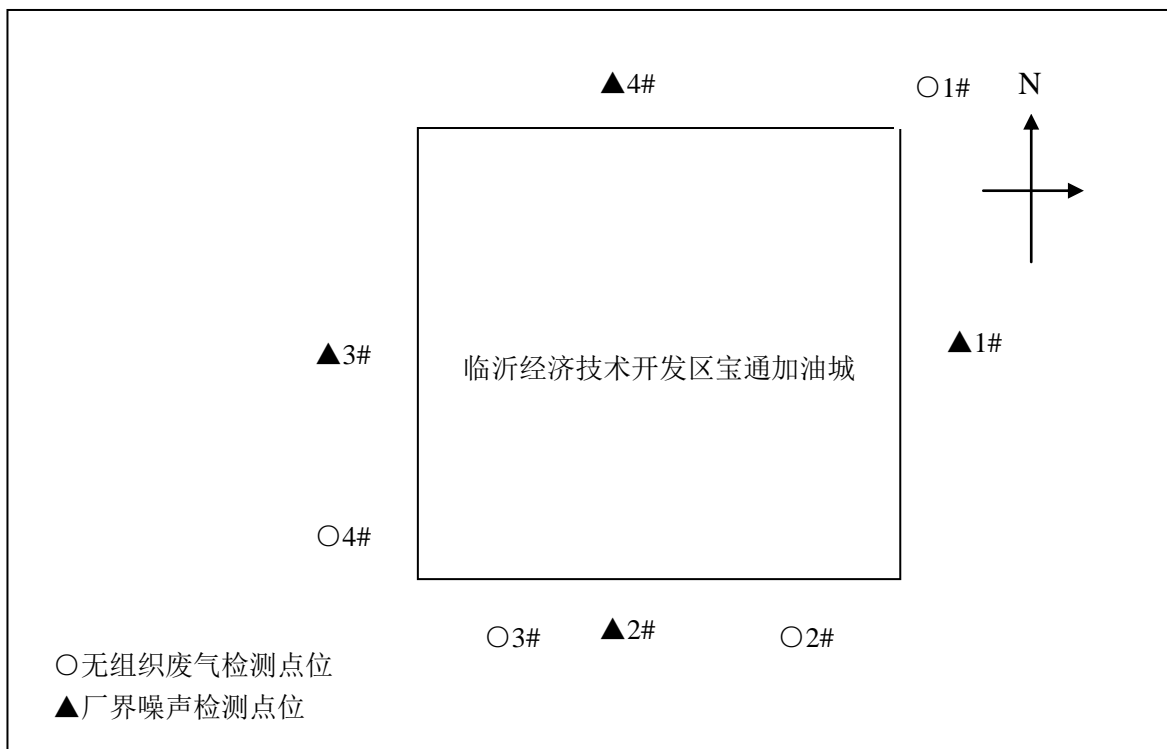 ▲4#
○1#
N
▲3#
临沂经济技术开发区宝通加油城
▲1#
○4#
○3#
▲2#
○2#
○无组织废气检测点位
▲厂界噪声检测点位